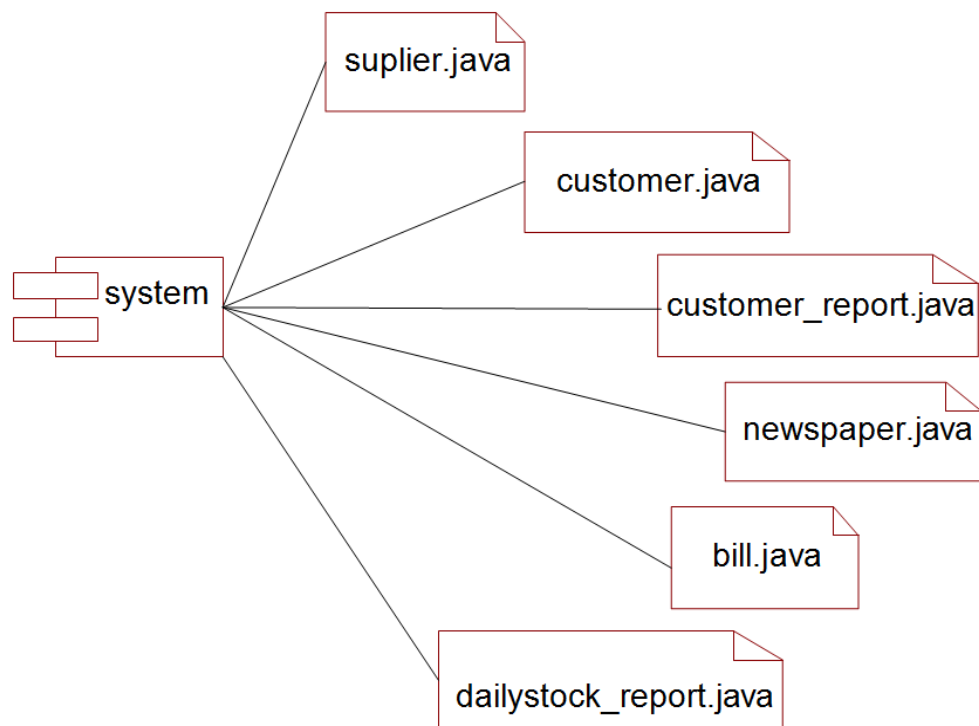 suplier.java
customer.java
system
customer_report.java
newspaper.java
bill.java
dailystock_report.java